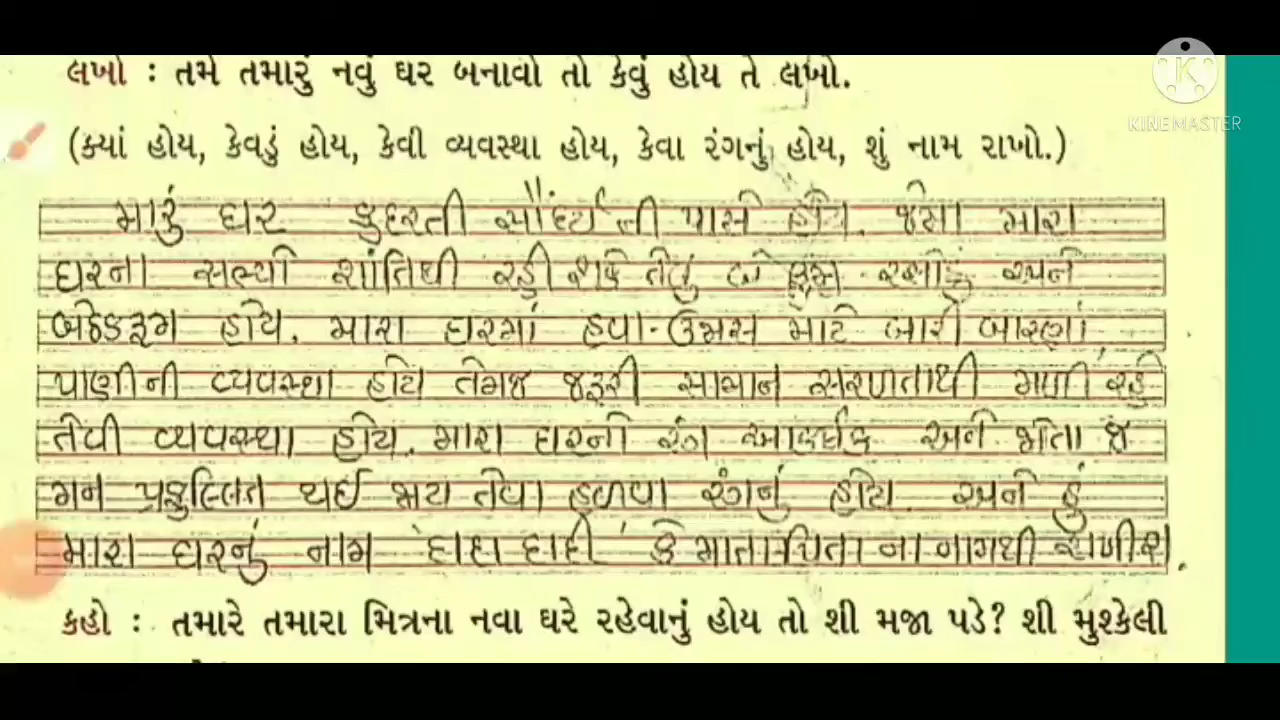 KINEMASTER
લખો : તમે તમારું નવું ઘર બનાવો તો કેવું હોય તે લખો.
(ક્યાં હોય, કેવડું હોય, કેવી વ્યવસ્થા હોય, કેવા રંગનું હોય, શું નામ રાખો.)
મારું ઘર કુદરતી સૌંદર્યની પાસે હોય. જેમાં મારા
ઘરના સભ્યો શાંતિથી રહી શકે તેવું રસોડું અને
બેઠકરૂમ હોય. મારા ઘરમાં હવા-ઉજાસ માટે બારી બારણાં,
પાણીની વ્યવસ્થા હોય તેમજ જરૂરી સામાન સરળતાથી મળી રહે
તેવી વ્યવસ્થા હોય. મારા ઘરનો રંગ આકર્ષક અને જોતા જ
મન પ્રફુલ્લિત થઈ જાય તેવા હળવા રંગનું હોય. અને હું
મારા ઘરનું નામ 'દાદા-દાદી' કે માતા-પિતા ના નામથી રાખીશ.
કહો : તમારે તમારા મિત્રના નવા ઘરે રહેવાનું હોય તો શી મજા પડે? શી મુશ્કેલી